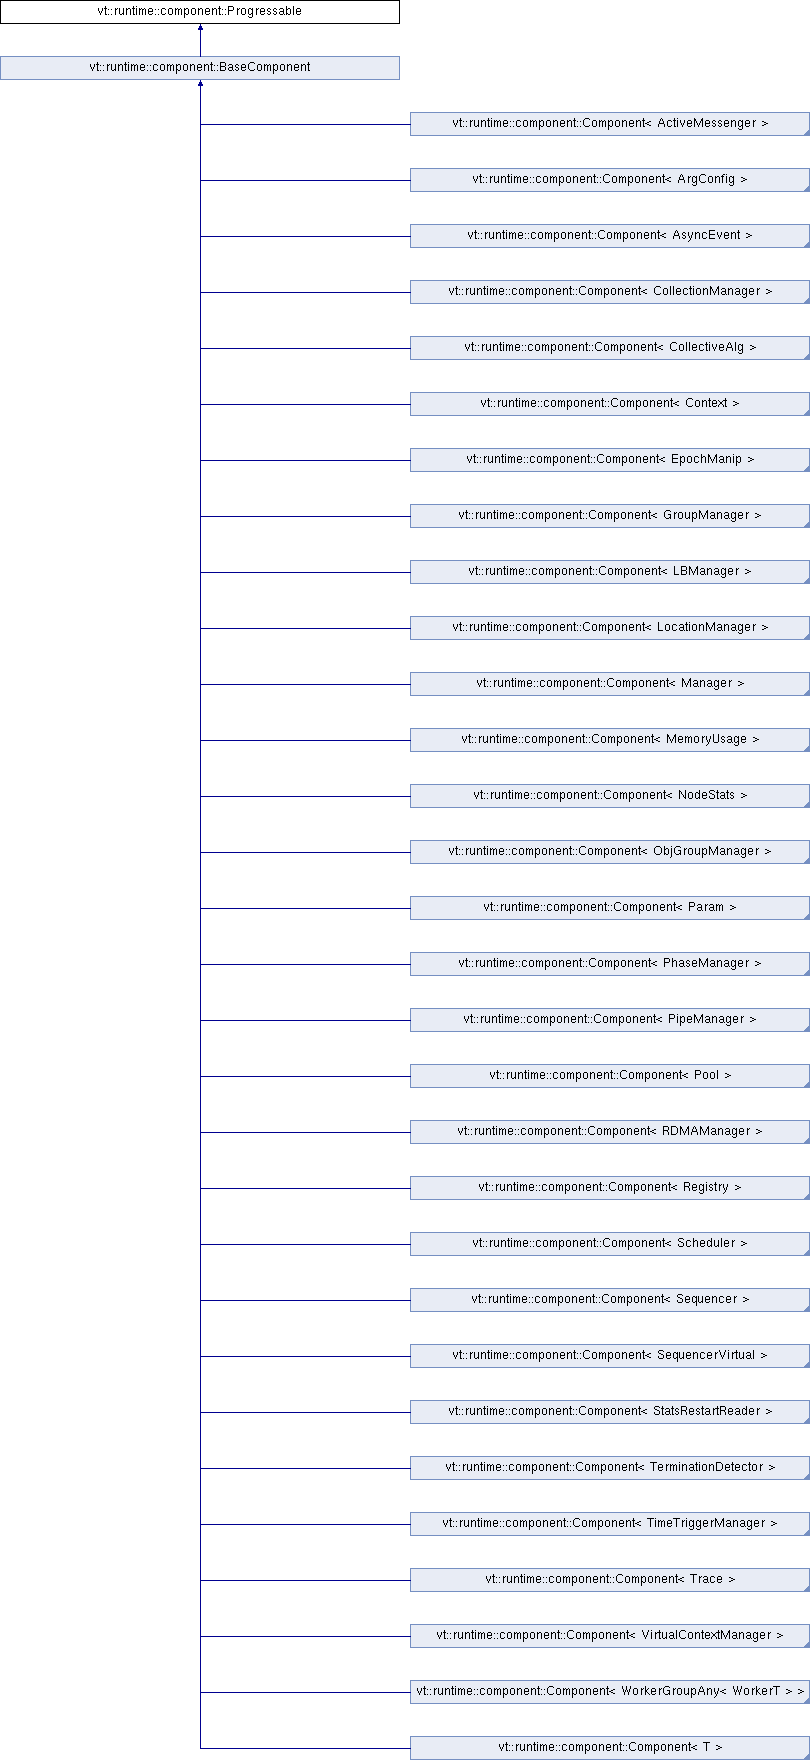 vt::runtime::component::Progressable
vt::runtime::component::BaseComponent
vt::runtime::component::Component< ActiveMessenger >
vt::runtime::component::Component< ArgConfig >
vt::runtime::component::Component< AsyncEvent >
vt::runtime::component::Component< CollectionManager >
vt::runtime::component::Component< CollectiveAlg >
vt::runtime::component::Component< Context >
vt::runtime::component::Component< EpochManip >
vt::runtime::component::Component< GroupManager >
vt::runtime::component::Component< LBManager >
vt::runtime::component::Component< LocationManager >
vt::runtime::component::Component< Manager >
vt::runtime::component::Component< MemoryUsage >
vt::runtime::component::Component< NodeStats >
vt::runtime::component::Component< ObjGroupManager >
vt::runtime::component::Component< Param >
vt::runtime::component::Component< PhaseManager >
vt::runtime::component::Component< PipeManager >
vt::runtime::component::Component< Pool >
vt::runtime::component::Component< RDMAManager >
vt::runtime::component::Component< Registry >
vt::runtime::component::Component< Scheduler >
vt::runtime::component::Component< Sequencer >
vt::runtime::component::Component< SequencerVirtual >
vt::runtime::component::Component< StatsRestartReader >
vt::runtime::component::Component< TerminationDetector >
vt::runtime::component::Component< TimeTriggerManager >
vt::runtime::component::Component< Trace >
vt::runtime::component::Component< VirtualContextManager >
vt::runtime::component::Component< WorkerGroupAny< WorkerT > >
vt::runtime::component::Component< T >